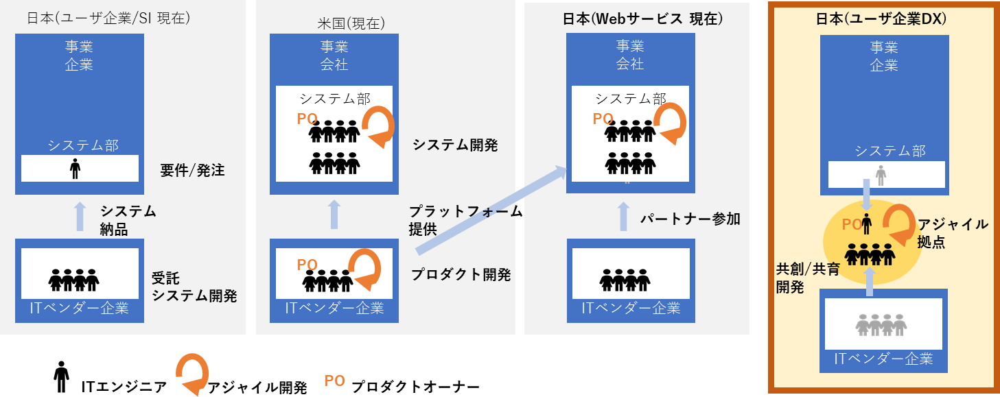 日本(ユーザ企業/SI 現在)
事業
企業
システム部
要件/発注
システム
納品
受託
システム開発
ITベンダー企業
米国(現在)
事業
会社
システム部
PO
システム開発
プラットフォーム
提供
PO
プロダクト開発
ITベンダー企業
日本(Webサービス 現在)
事業
会社
システム部
PO
パートナー参加
ITベンダー企業
日本(ユーザ企業DX)
事業
企業
システム部
PO
アジャイル
拠点
共創/共育
開発
ITベンダー企業
ITエンジニア
アジャイル開発
PO
プロダクトオーナー